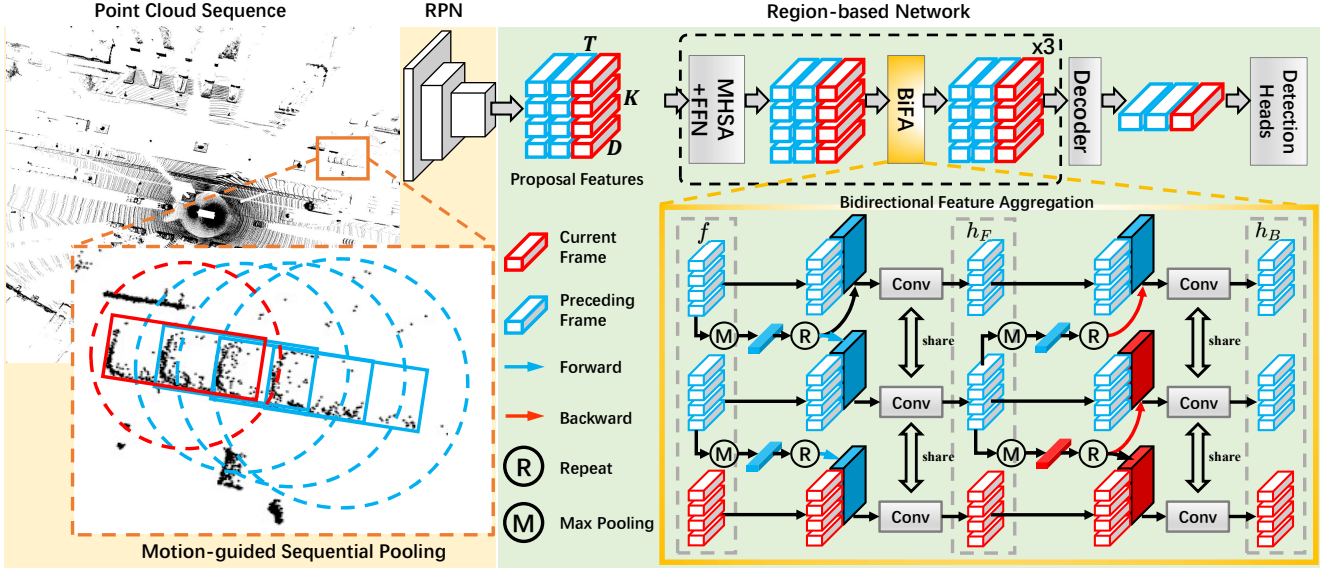 Point Cloud Sequence
RPN
Region-based Network
T
K
D
Proposal Features
MHSA
+FFN
BiFA
x3
Decoder
Detection
Heads
Bidirectional Feature Aggregation
Current
Frame
Preceding
Frame
Forward
Backward
R
Repeat
M
Max Pooling
Motion-guided Sequential Pooling
f
h_F
h_B
Conv
Conv
M
R
M
R
share
share
Conv
Conv
M
R
M
R
share
share
Conv
Conv